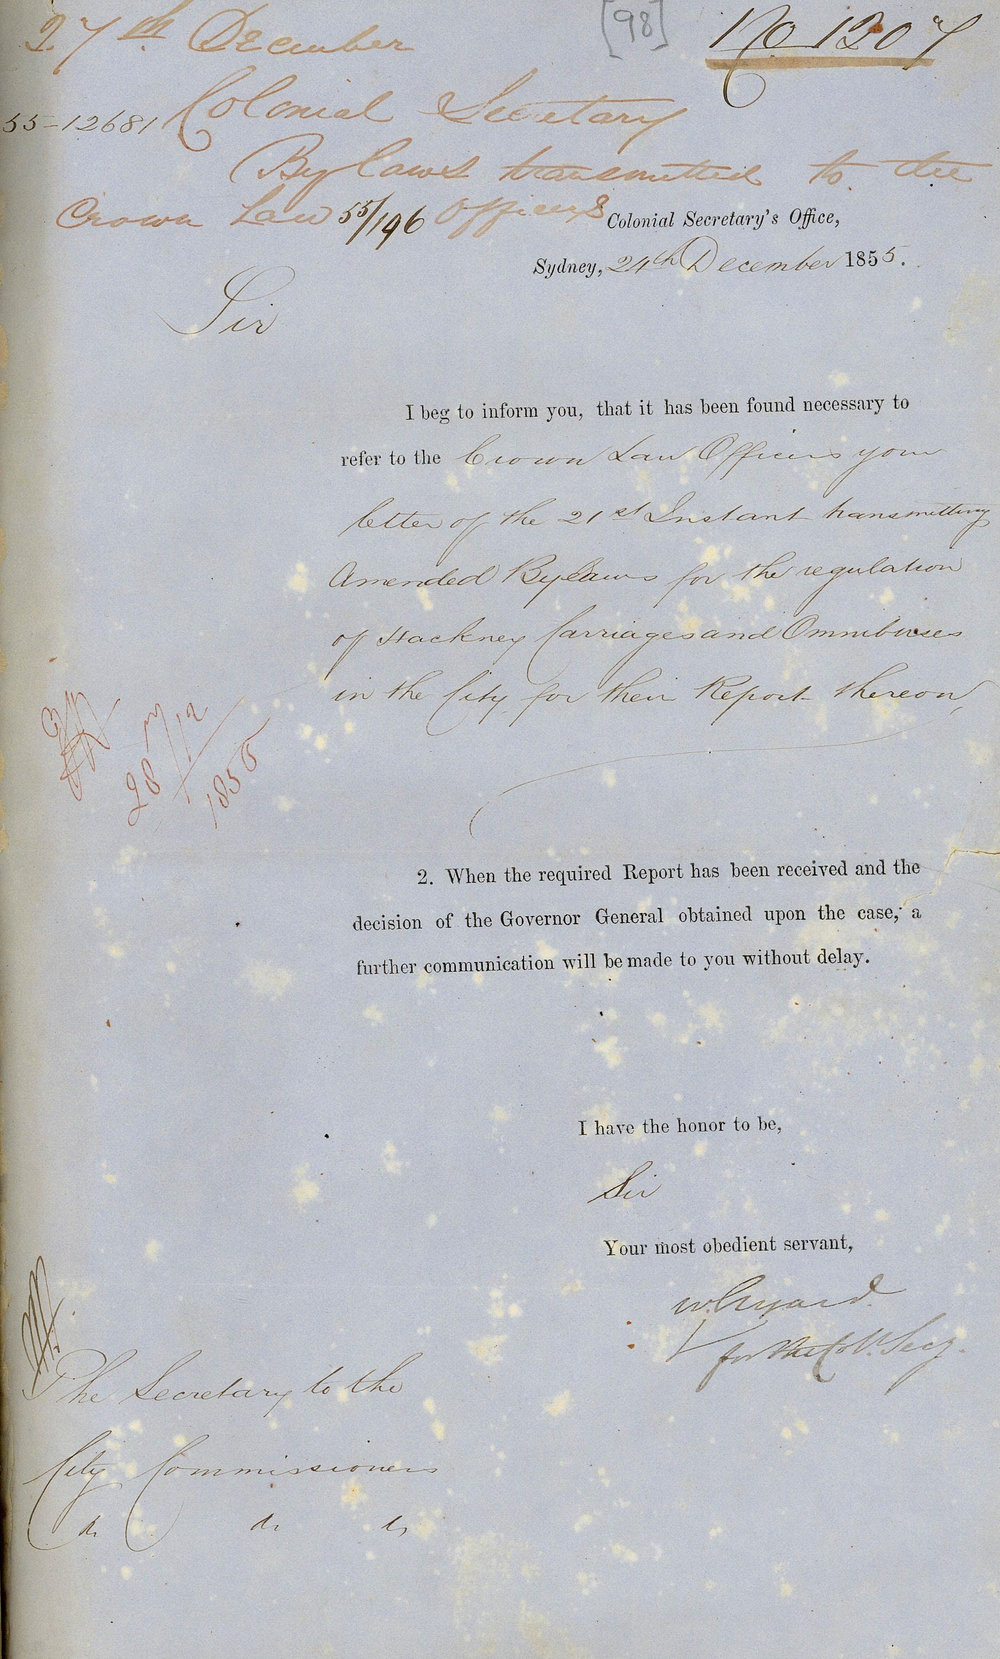 [98]
27th December
No 1207
Colonial Secretary
55-12681
By laws transmitted to the
Crown Law 55/196 Officers
Colonial Secretary's Office,
Sydney, 24th December 1855.
Sir
I beg to inform you, that it has been found necessary to
refer to the Crown Law Officers your
letter of the 21st Instant transmitting
Amended By Laws for the regulation
of Hackney Carriages and Omnibuses
in the City for their Report thereon,
28/12
1855
2. When the required Report has been received and the
decision of the Governor General obtained upon the case, a
further communication will be made to you without delay.
I have the honor to be,
Sir
Your most obedient servant,
for the Col. Secy.
The Secretary to the
City Commissioners